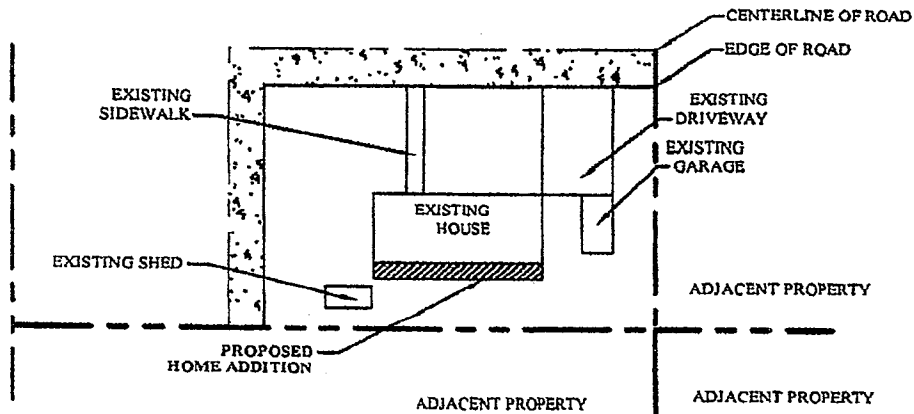 CENTERLINE OF ROAD
EDGE OF ROAD
EXISTING
SIDEWALK
EXISTING
DRIVEWAY
EXISTING
GARAGE
EXISTING
HOUSE
EXISTING SHED
ADJACENT PROPERTY
PROPOSED
HOME ADDITION
ADJACENT PROPERTY
ADJACENT PROPERTY